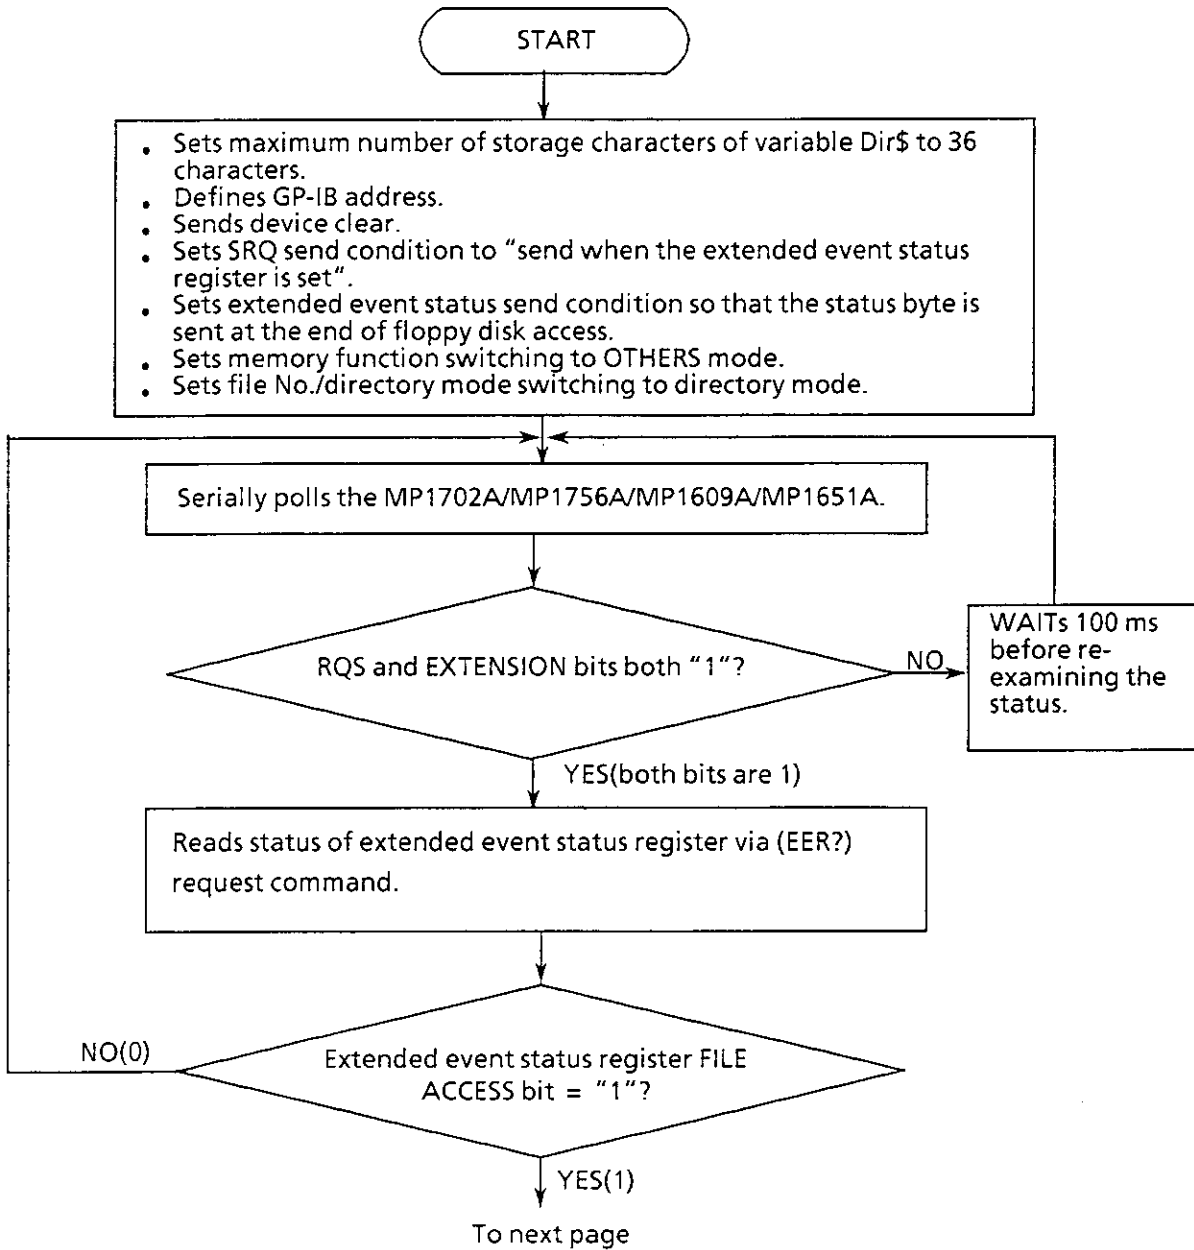 START
• Sets maximum number of storage characters of variable Dir$ to 36
characters.
• Defines GP-IB address.
• Sends device clear.
• Sets SRQ send condition to “send when the extended event status
register is set”.
• Sets extended event status send condition so that the status byte is
sent at the end of floppy disk access.
• Sets memory function switching to OTHERS mode.
• Sets file No./directory mode switching to directory mode.
Serially polls the MP1702A/MP1756A/MP1609A/MP1651A.
RQS and EXTENSION bits both “1”?
NO
WAITs 100 ms
before re-
examining the
status.
YES(both bits are 1)
Reads status of extended event status register via (EER?)
request command.
NO(0)
Extended event status register FILE
ACCESS bit = “1”?
YES(1)
To next page